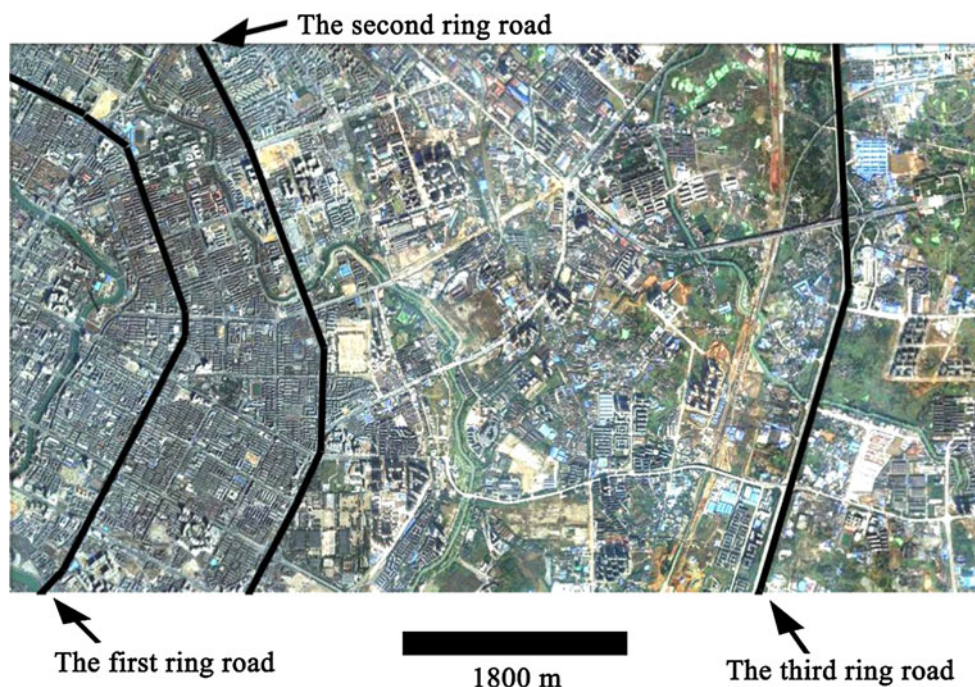 The second ring road
N
The first ring road
1800 m
The third ring road